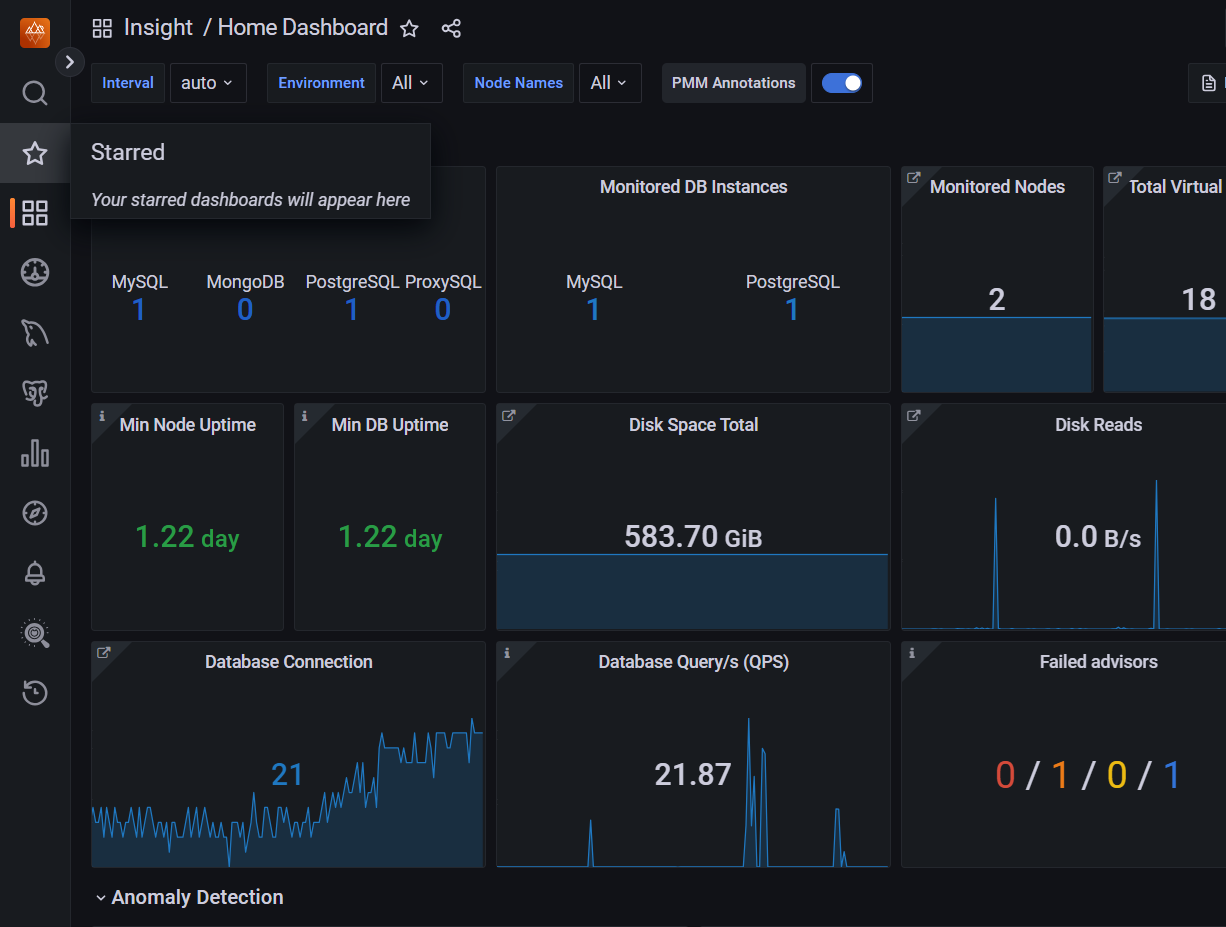 Insight / Home Dashboard
Interval auto Environment All Node Names All PMM Annotations
Starred
Your starred dashboards will appear here
Monitored DB Instances
Monitored Nodes
Total Virtual
MySQL MongoDB PostgreSQL ProxySQL
1 0 1 0
MySQL PostgreSQL
1 1
2
18
Min Node Uptime
1.22 day
Min DB Uptime
1.22 day
Disk Space Total
583.70 GiB
Disk Reads
0.0 B/s
Database Connection
21
Database Query/s (QPS)
21.87
Failed advisors
0 / 1 / 0 / 1
Anomaly Detection